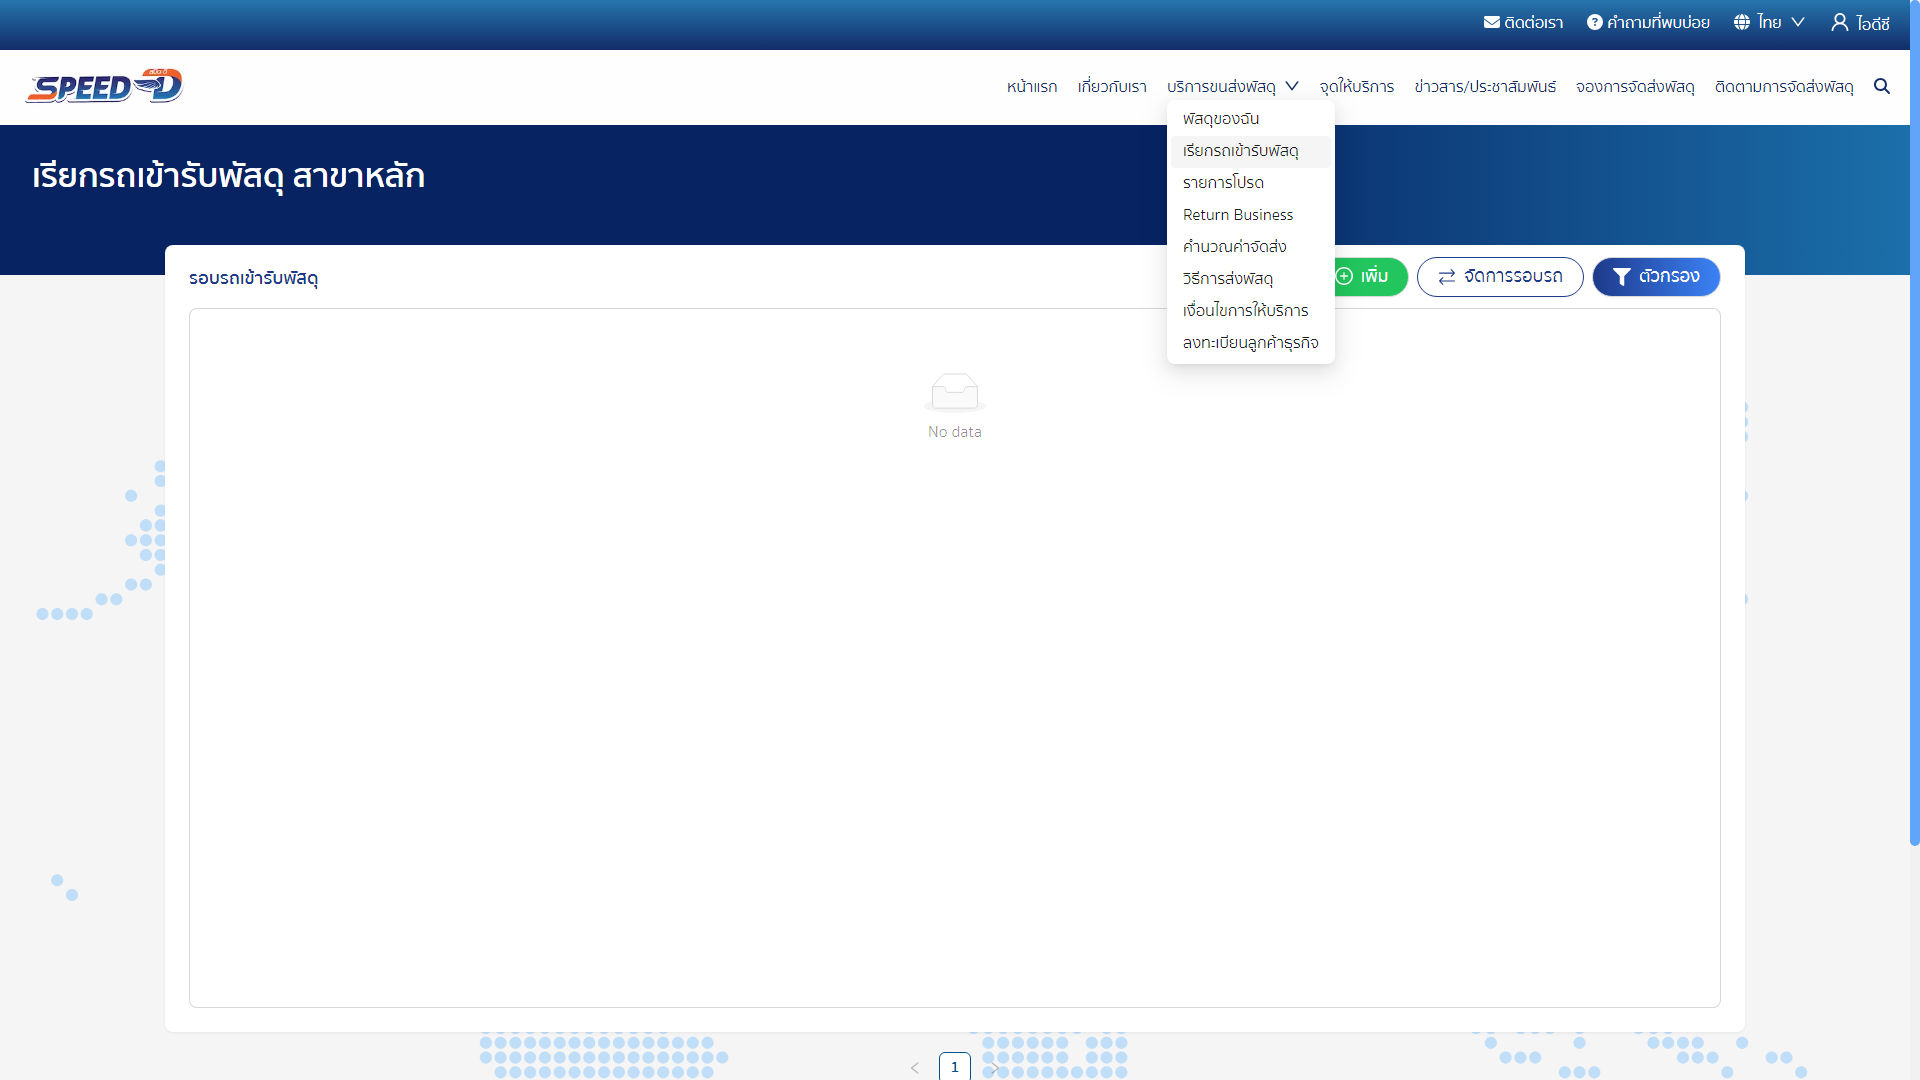 ติดต่อเรา
คำถามที่พบบ่อย
ไทย
ไอดีซี
สปีด-ดี
SPEED-D
หน้าแรก
เกี่ยวกับเรา
บริการขนส่งพัสดุ
จุดให้บริการ
ข่าวสาร/ประชาสัมพันธ์
จองการจัดส่งพัสดุ
ติดตามการจัดส่งพัสดุ
พัสดุของฉัน
เรียกรถเข้ารับพัสดุ
รายการโปรด
Return Business
คำนวณค่าจัดส่ง
วิธีการส่งพัสดุ
เงื่อนไขการให้บริการ
ลงทะเบียนลูกค้าธุรกิจ
เรียกรถเข้ารับพัสดุ สาขาหลัก
รอบรถเข้ารับพัสดุ
เพิ่ม
จัดการรอบรถ
ตัวกรอง
No data
1